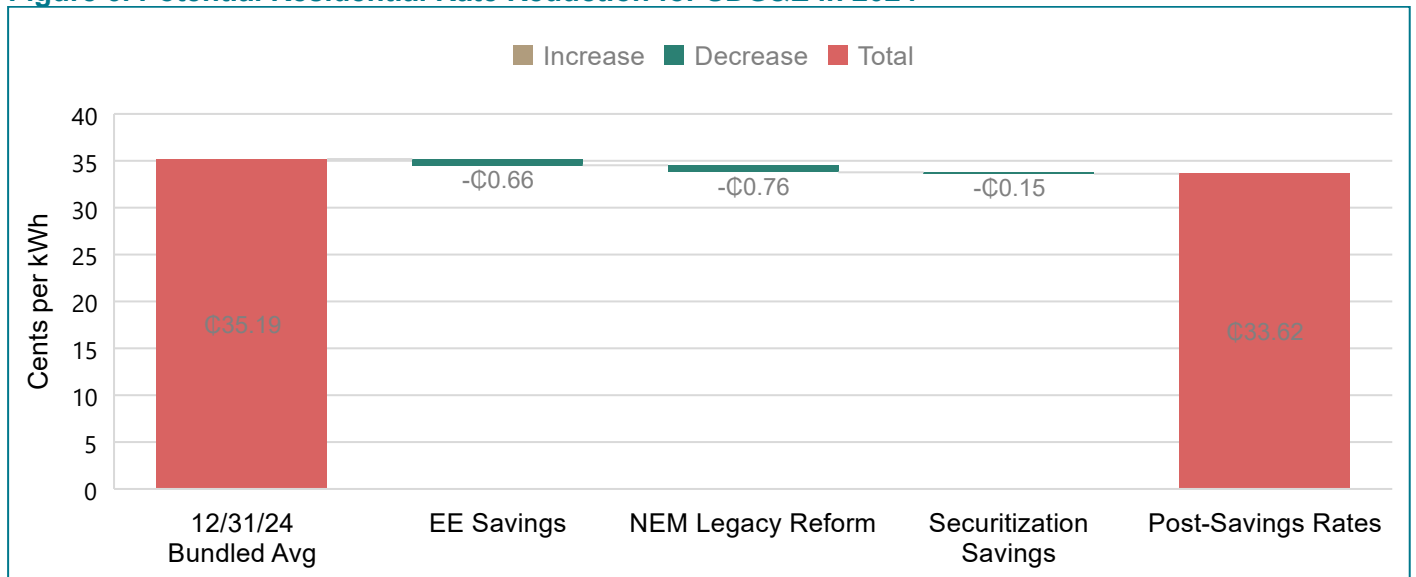 Increase Decrease Total
40
35
30
25
20
15
10
5
0
Cents per kWh
₵35.19
-₵0.66
-₵0.76
-₵0.15
₵33.62
12/31/24
Bundled Avg
EE Savings
NEM Legacy Reform
Securitization
Savings
Post-Savings Rates